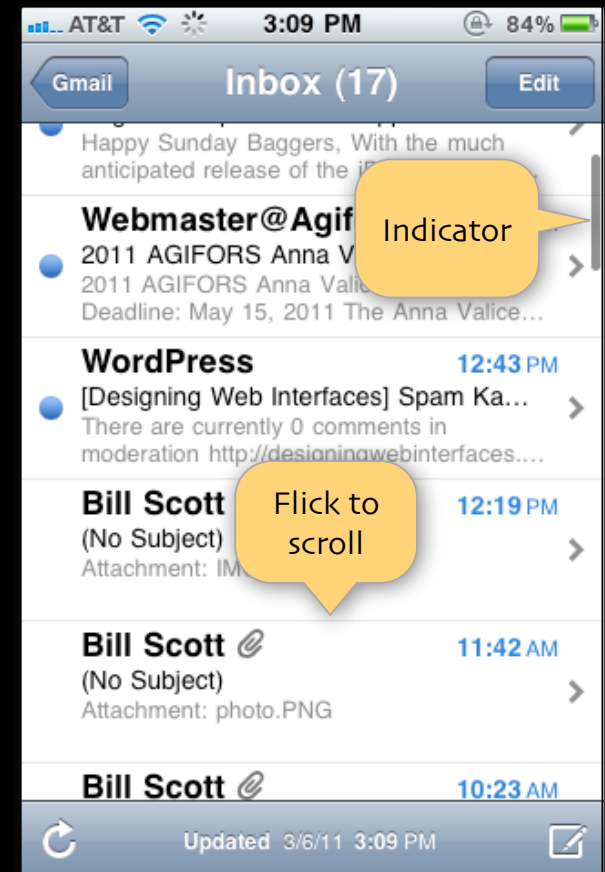 AT&T 3:09 PM 84%
Gmail Inbox (17) Edit
Happy Sunday Baggers, With the much
anticipated release of the
Indicator
Webmaster@Agif
2011 AGIFORS Anna V
2011 AGIFORS Anna Valic
Deadline: May 15, 2011 The Anna Valice...
WordPress 12:43 PM
[Designing Web Interfaces] Spam Ka...
There are currently 0 comments in
moderation http://designingwebinterfaces....
Flick to
scroll
Bill Scott 12:19 PM
(No Subject)
Attachment:
Bill Scott 11:42 AM
(No Subject)
Attachment: photo.PNG
Bill Scott 10:23 AM
Updated 3/6/11 3:09 PM